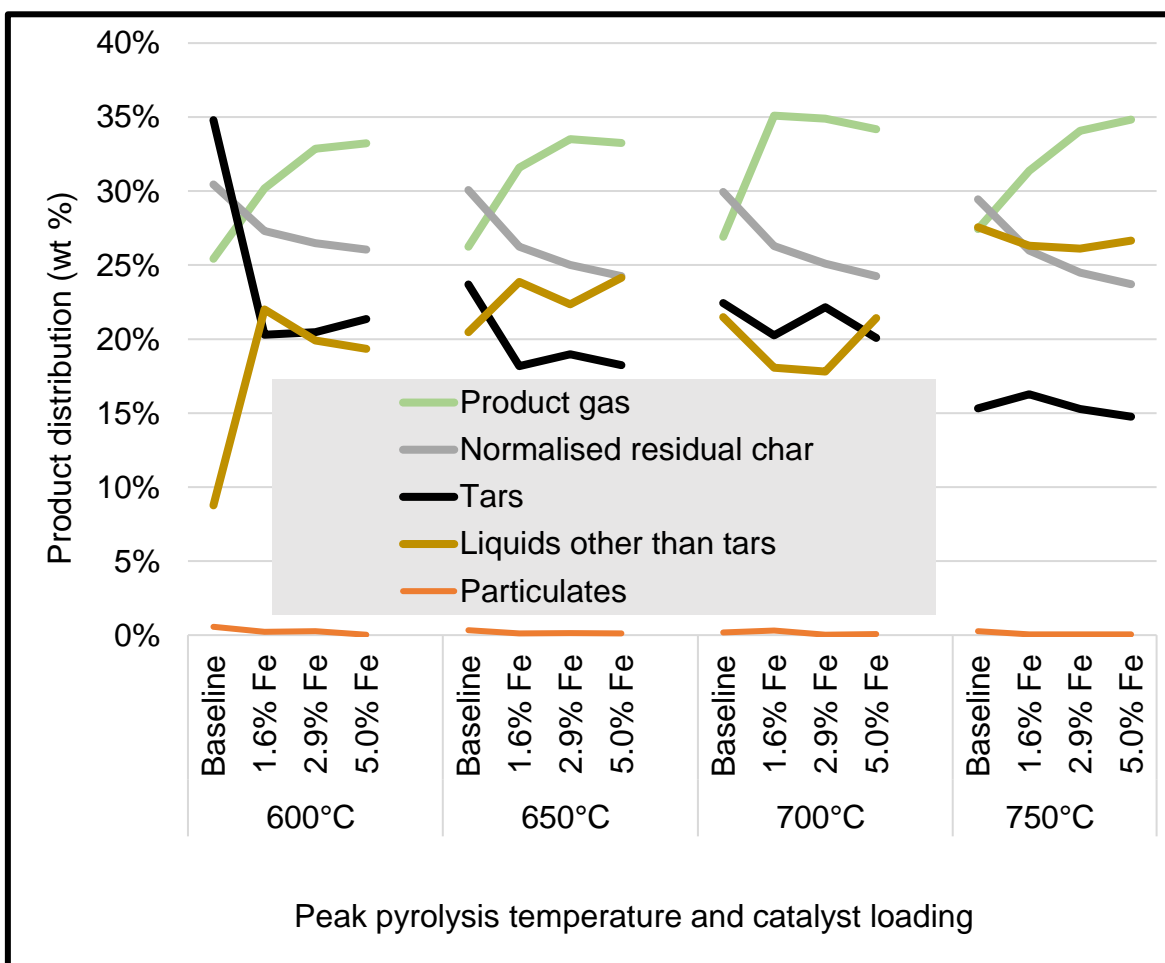 40%
35%
30%
25%
20%
15%
10%
5%
0%
Product distribution (wt %)
Product gas
Normalised residual char
Tars
Liquids other than tars
Particulates
Baseline
1.6% Fe
2.9% Fe
5.0% Fe
Baseline
1.6% Fe
2.9% Fe
5.0% Fe
Baseline
1.6% Fe
2.9% Fe
5.0% Fe
Baseline
1.6% Fe
2.9% Fe
5.0% Fe
600°C
650°C
700°C
750°C
Peak pyrolysis temperature and catalyst loading